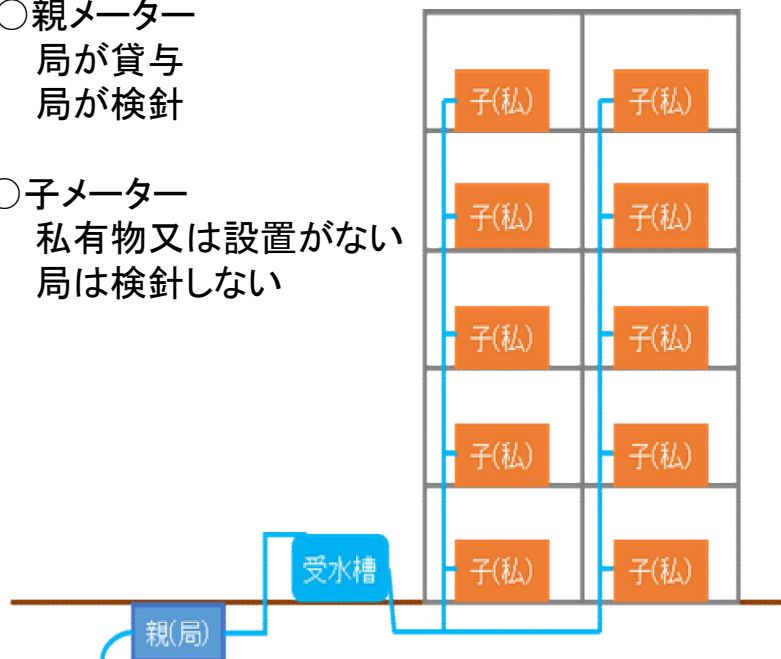 ○親メーター
局が貸与
局が検針
○子メーター
私有物又は設置がない
局は検針しない
子(私) 子(私)
子(私) 子(私)
子(私) 子(私)
子(私) 子(私)
受水槽 子(私) 子(私)
親(局)